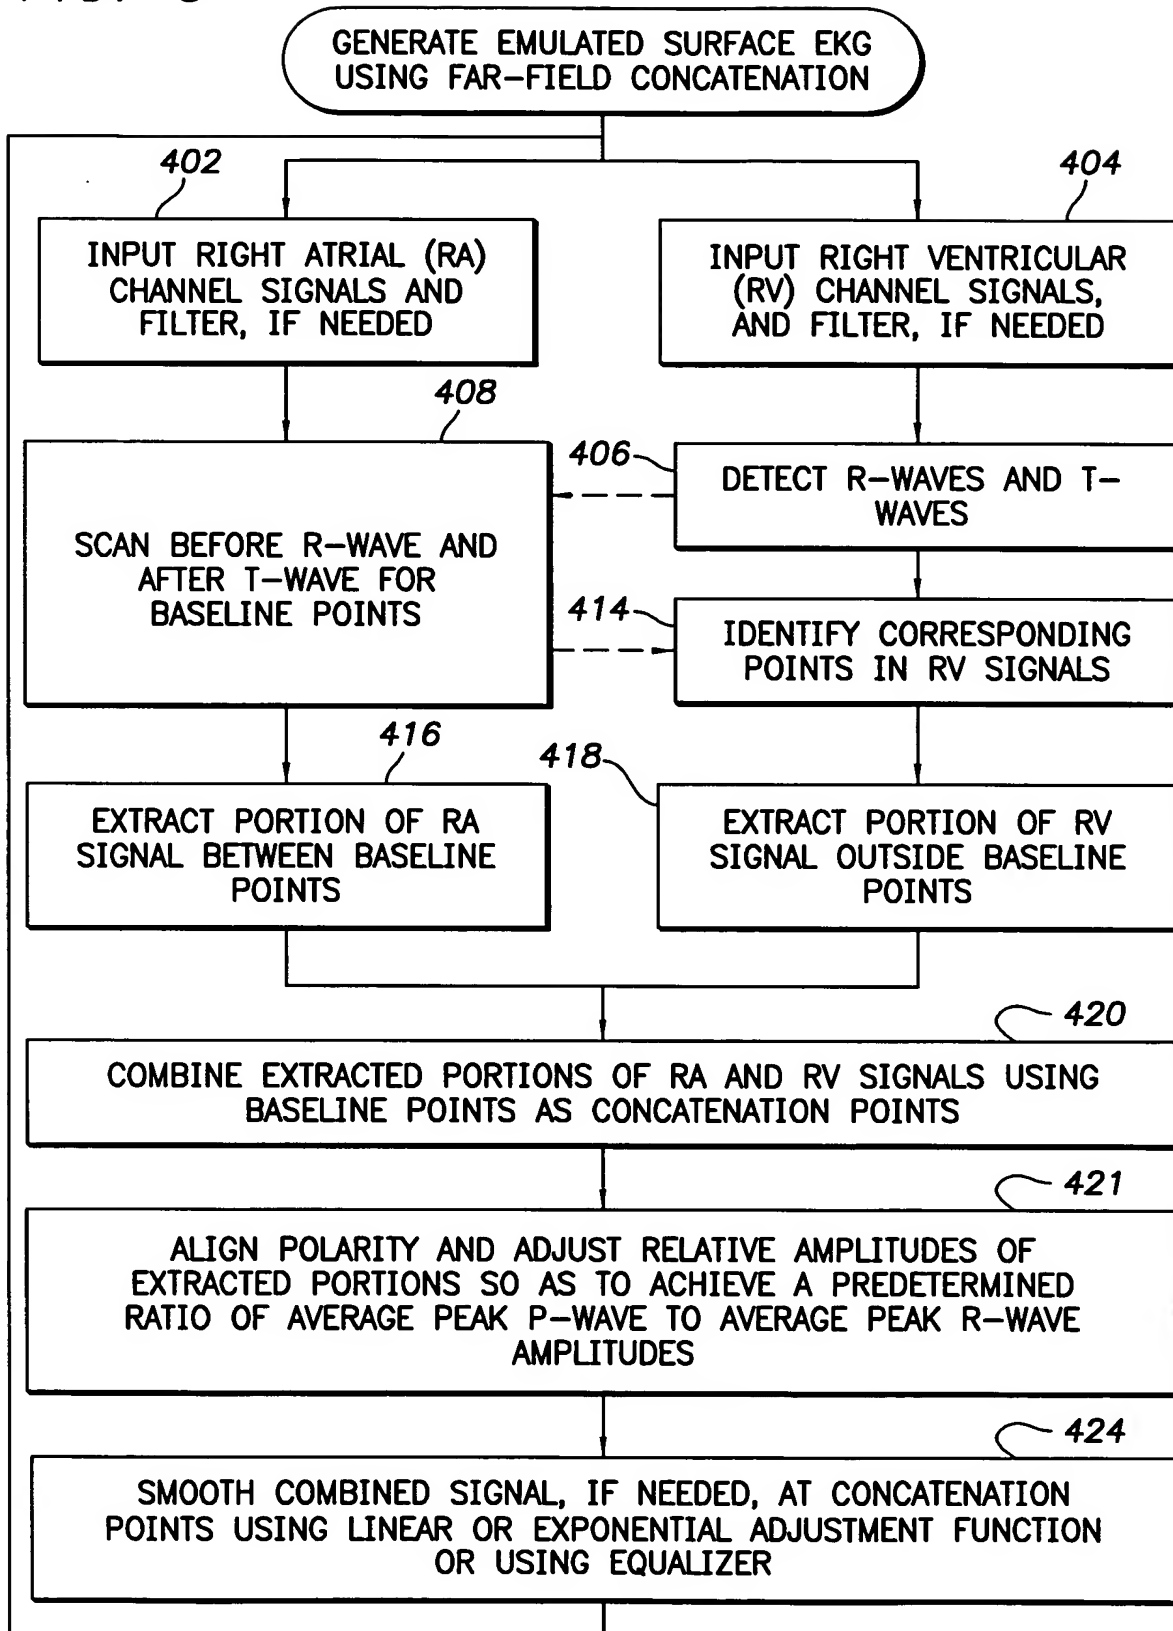 GENERATE EMULATED SURFACE EKG
USING FAR-FIELD CONCATENATION
402
404
INPUT RIGHT ATRIAL (RA)
CHANNEL SIGNALS AND
FILTER, IF NEEDED
INPUT RIGHT VENTRICULAR
(RV) CHANNEL SIGNALS,
AND FILTER, IF NEEDED
408
406
DETECT R-WAVES AND T-
WAVES
SCAN BEFORE R-WAVE AND
AFTER T-WAVE FOR
BASELINE POINTS
414
IDENTIFY CORRESPONDING
POINTS IN RV SIGNALS
416
418
EXTRACT PORTION OF RA
SIGNAL BETWEEN BASELINE
POINTS
EXTRACT PORTION OF RV
SIGNAL OUTSIDE BASELINE
POINTS
420
COMBINE EXTRACTED PORTIONS OF RA AND RV SIGNALS USING
BASELINE POINTS AS CONCATENATION POINTS
421
ALIGN POLARITY AND ADJUST RELATIVE AMPLITUDES OF
EXTRACTED PORTIONS SO AS TO ACHIEVE A PREDETERMINED
RATIO OF AVERAGE PEAK P-WAVE TO AVERAGE PEAK R-WAVE
AMPLITUDES
424
SMOOTH COMBINED SIGNAL, IF NEEDED, AT CONCATENATION
POINTS USING LINEAR OR EXPONENTIAL ADJUSTMENT FUNCTION
OR USING EQUALIZER